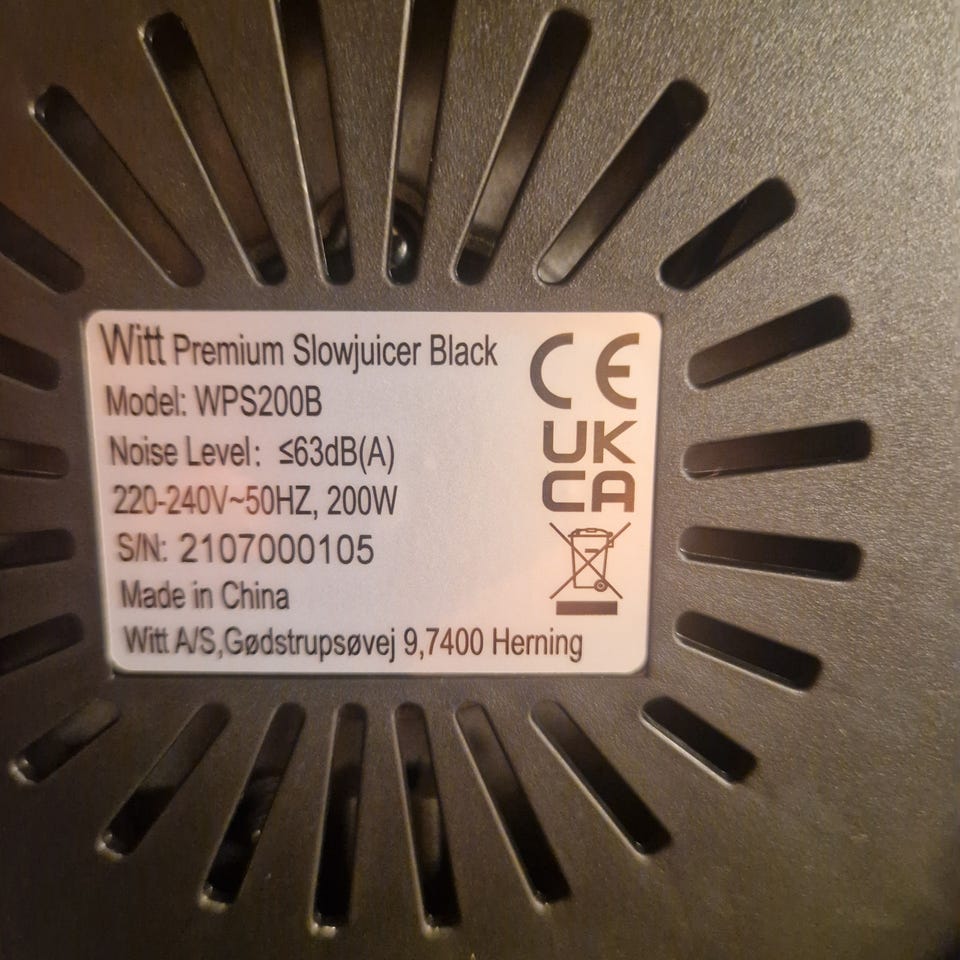 Witt Premium Slowjuicer Black
Model: WPS200B
Noise Level: ≤63dB(A)
220-240V~50HZ, 200W
S/N: 2107000105
Made in China
Witt A/S,Gødstrupsøvej 9,7400 Herning
CE
UK
CA